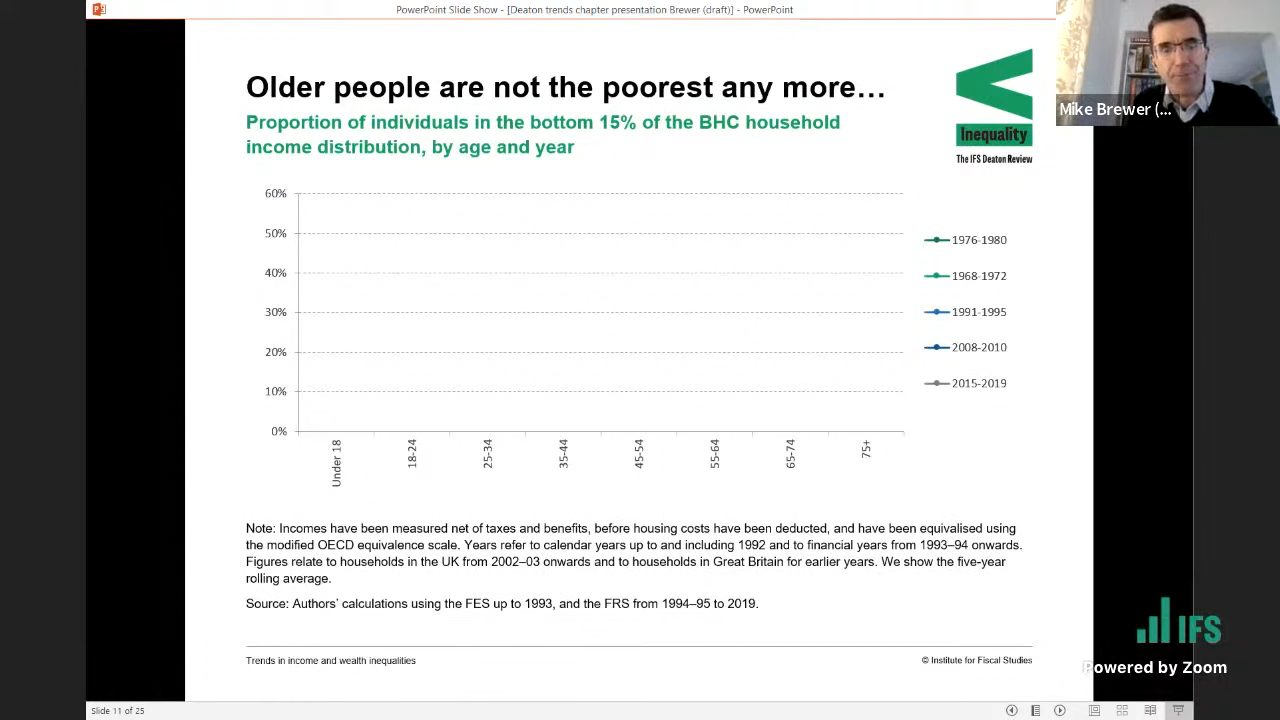 PowerPoint Slide Show - [Deaton trends chapter presentation Brewer (draft)] - PowerPoint
Older people are not the poorest any more…
Proportion of individuals in the bottom 15% of the BHC household
income distribution, by age and year
Inequality
The IFS Deaton Review
Mike Brewer (...
60%
50%
40%
30%
20%
10%
0%
Under 18
18-24
25-34
35-44
45-54
55-64
65-74
75+
1976-1980
1968-1972
1991-1995
2008-2010
2015-2019
Note: Incomes have been measured net of taxes and benefits, before housing costs have been deducted, and have been equivalised using
the modified OECD equivalence scale. Years refer to calendar years up to and including 1992 and to financial years from 1993–94 onwards.
Figures relate to households in the UK from 2002–03 onwards and to households in Great Britain for earlier years. We show the five-year
rolling average.
Source: Authors' calculations using the FES up to 1993, and the FRS from 1994–95 to 2019.
Trends in income and wealth inequalities
© Institute for Fiscal Studies
IFS
Powered by Zoom
Slide 11 of 25